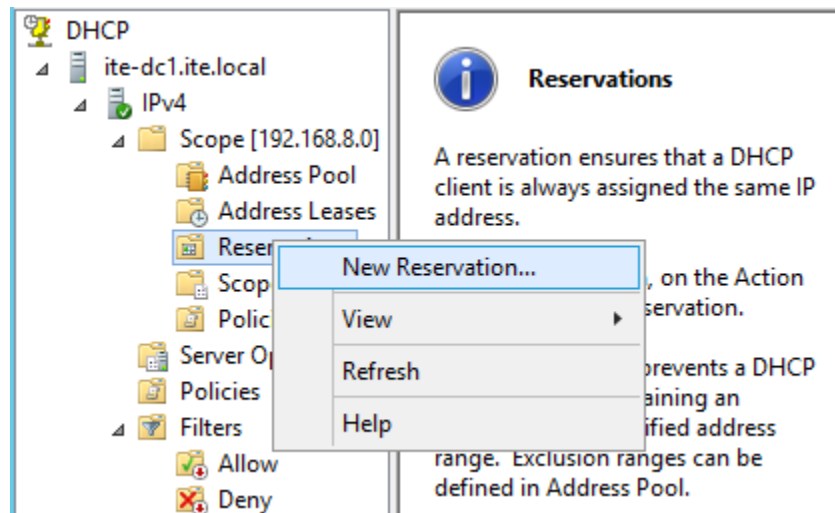 DHCP
ite-dc1.ite.local
IPv4
Scope [192.168.8.0]
Address Pool
Address Leases
Reser
Scop
Polic
Server Op
Policies
Filters
Allow
Deny
New Reservation...
View
Refresh
Help
Reservations
A reservation ensures that a DHCP
client is always assigned the same IP
address.
, on the Action
servation.
prevents a DHCP
aining an
ified address
range. Exclusion ranges can be
defined in Address Pool.